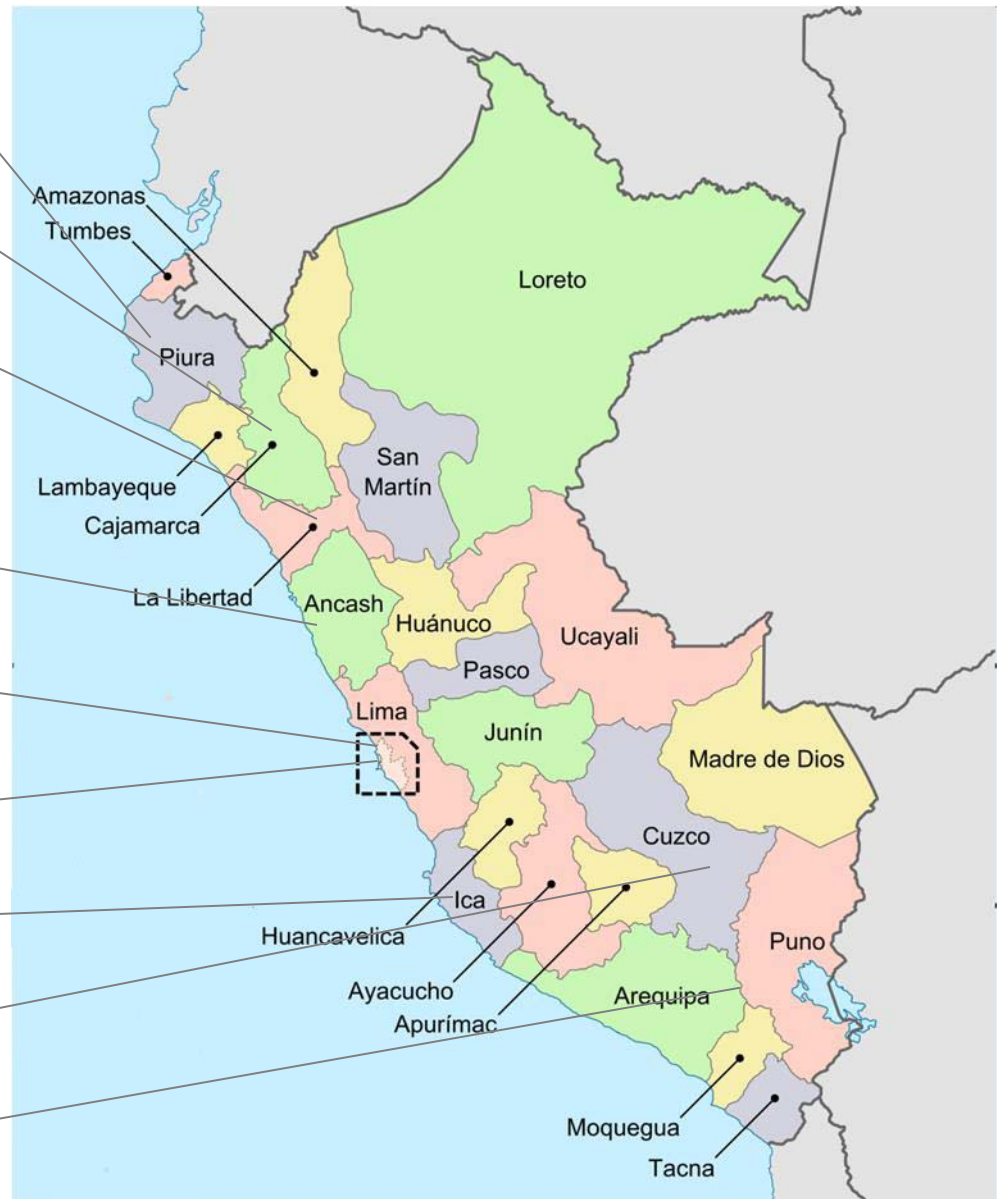 Amazonas
Tumbes
Loreto
Piura
San
Martín
Lambayeque
Cajamarca
La Libertad
Ancash
Huánuco
Ucayali
Pasco
Lima
Junín
Madre de Dios
Cuzco
Ica
Huancavelica
Puno
Ayacucho
Arequipa
Apurímac
Moquegua
Tacna